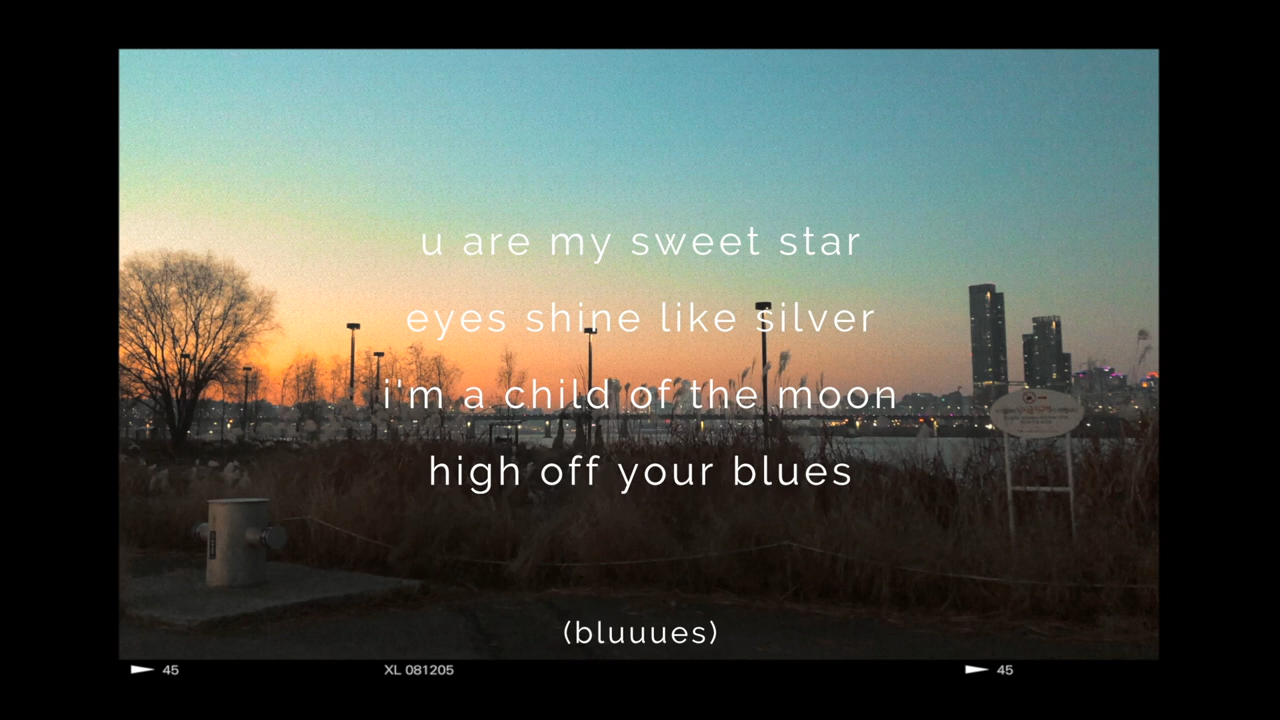 u are my sweet star
eyes shine like silver
i'm a child of the moon
high off your blues
(bluuues)
45
XL 081205
45